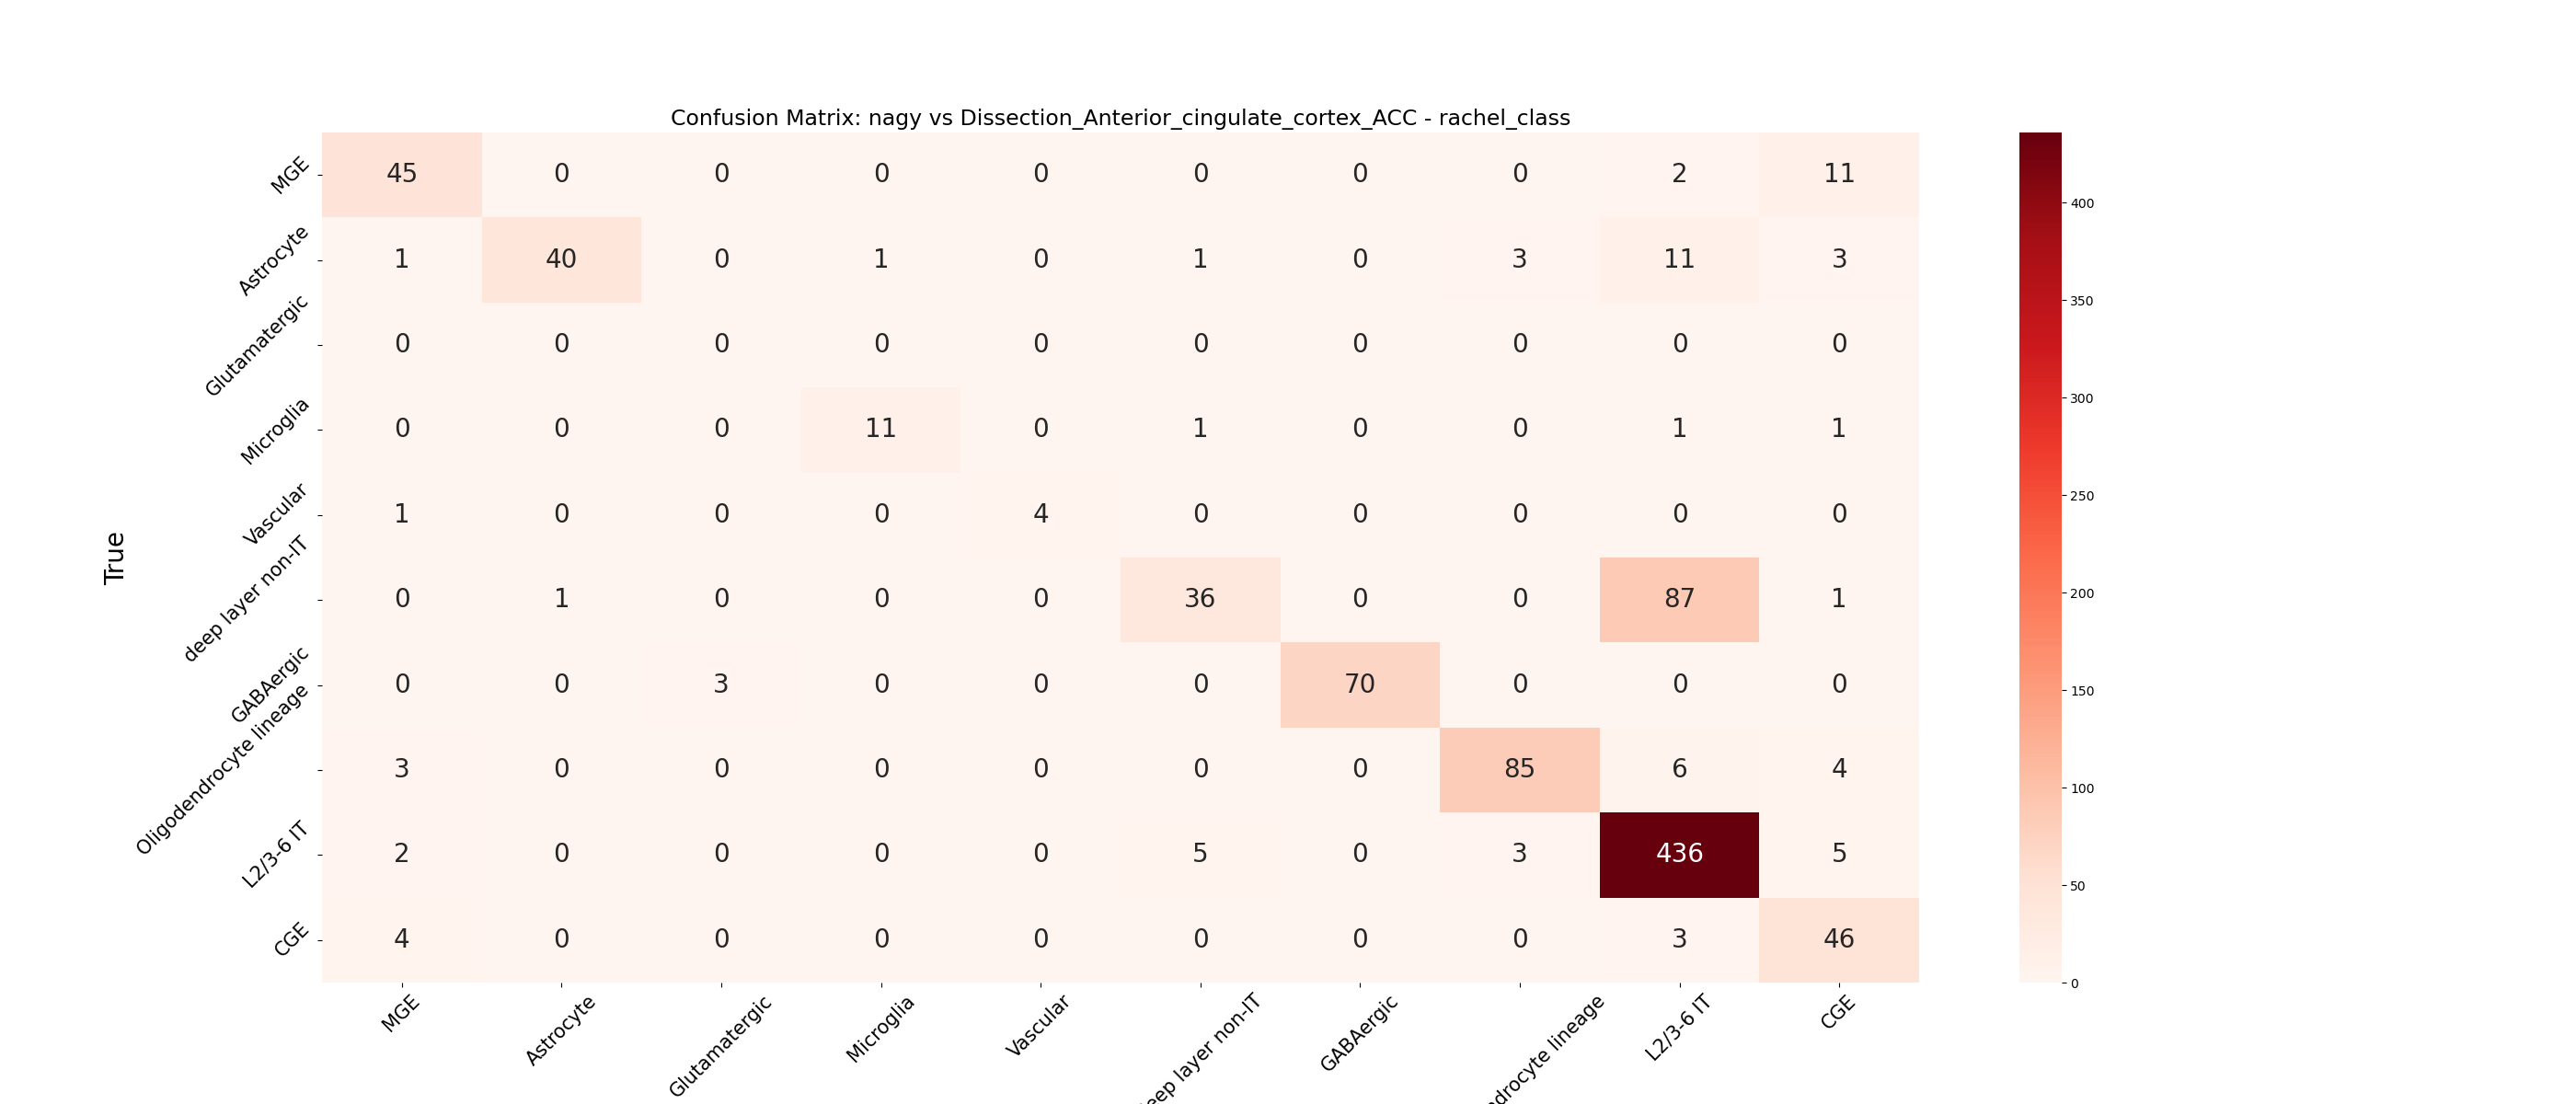 Confusion Matrix: nagy vs Dissection_Anterior_cingulate_cortex_ACC - rachel_class
True
MGE 45 0 0 0 0 0 0 0 2 11
Astrocyte 1 40 0 1 0 1 0 3 11 3
Glutamatergic 0 0 0 0 0 0 0 0 0 0
Microglia 0 0 0 11 0 1 0 0 1 1
Vascular 1 0 0 0 4 0 0 0 0 0
deep layer non-IT 0 1 0 0 0 36 0 0 87 1
GABAergic 0 0 3 0 0 0 70 0 0 0
Oligodendrocyte lineage 3 0 0 0 0 0 0 85 6 4
L2/3-6 IT 2 0 0 0 0 5 0 3 436 5
CGE 4 0 0 0 0 0 0 0 3 46
MGE Astrocyte Glutamatergic Microglia Vascular eep layer non-IT GABAergic ndrocyte lineage L2/3-6 IT CGE
400
350
300
250
200
150
100
50
0